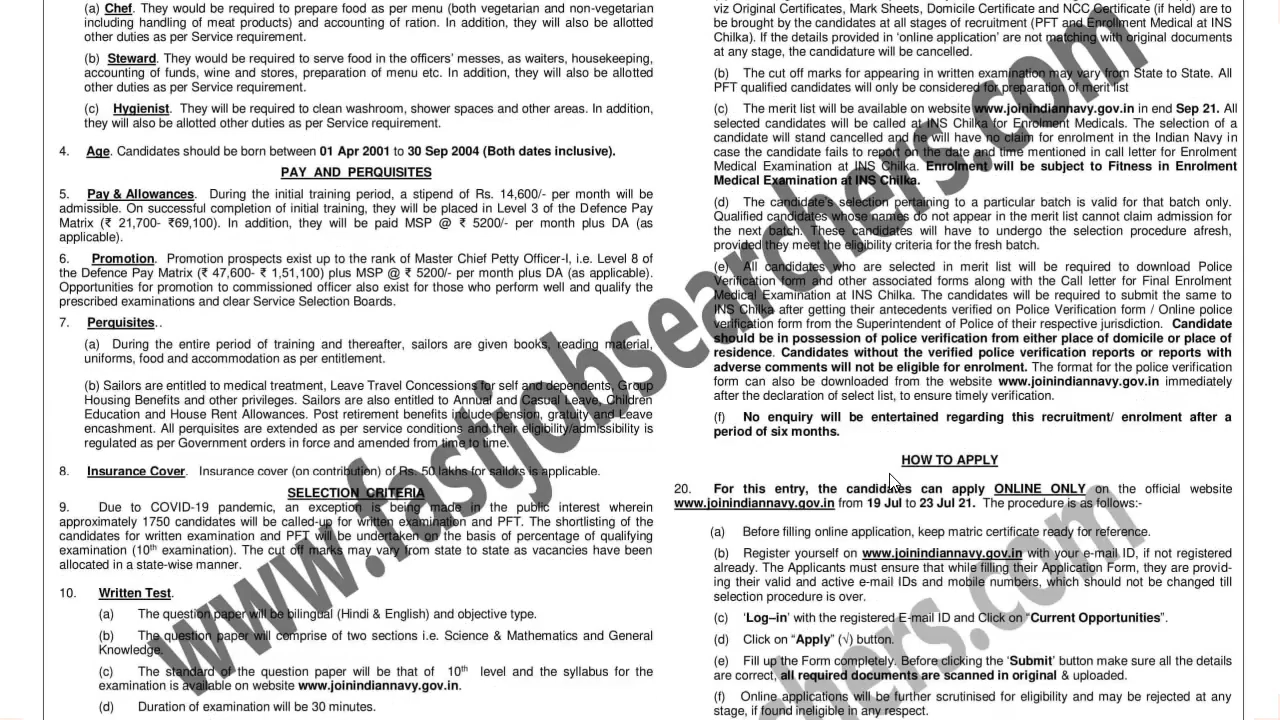 (a) Chef. They would be required to prepare food as per menu (both vegetarian and non-vegetarian
including handling of meat products) and accounting of ration. In addition, they will also be allotted
other duties as per Service requirement.
(b) Steward. They would be required to serve food in the officers' messes, as waiters, housekeeping,
accounting of funds, wine and stores, preparation of menu etc. In addition, they will also be allotted
other duties as per Service requirement.
(c) Hygienist. They will be required to clean washroom, shower spaces and other areas. In addition,
they will also be allotted other duties as per Service requirement.
4. Age. Candidates should be born between 01 Apr 2001 to 30 Sep 2004 (Both dates inclusive).
PAY AND PERQUISITES
5. Pay & Allowances. During the initial training period, a stipend of Rs. 14,600/- per month will be
admissible. On successful completion of initial training, they will be placed in Level 3 of the Defence Pay
Matrix (₹ 21,700- ₹69,100). In addition, they will be paid MSP @ ₹ 5200/- per month plus DA (as
applicable).
6. Promotion. Promotion prospects exist up to the rank of Master Chief Petty Officer-I, i.e. Level 8 of
the Defence Pay Matrix (₹ 47,600- ₹ 1,51,100) plus MSP @ ₹ 5200/- per month plus DA (as applicable).
Opportunities for promotion to commissioned officer also exist for those who perform well and qualify the
prescribed examinations and clear Service Selection Boards.
7. Perquisites..
(a) During the entire period of training and thereafter, sailors are given books, reading material,
uniforms, food and accommodation as per entitlement.
(b) Sailors are entitled to medical treatment, Leave Travel Concessions for self and dependents, Group
Housing Benefits and other privileges. Sailors are also entitled to Annual and Casual Leave, Children
Education and House Rent Allowances. Post retirement benefits include pension, gratuity and Leave
encashment. All perquisites are extended as per service conditions and their eligibility/admissibility is
regulated as per Government orders in force and amended from time to time.
8. Insurance Cover. Insurance cover (on contribution) of Rs. 50 lakhs for sailors is applicable.
SELECTION CRITERIA
9. Due to COVID-19 pandemic, an exception is being made in the public interest wherein
approximately 1750 candidates will be called-up for written examination and PFT. The shortlisting of the
candidates for written examination and PFT will be undertaken on the basis of percentage of qualifying
examination (10th examination). The cut off marks may vary from state to state as vacancies have been
allocated in a state-wise manner.
10. Written Test.
(a) The question paper will be bilingual (Hindi & English) and objective type.
(b) The question paper will comprise of two sections i.e. Science & Mathematics and General
Knowledge.
(c) The standard of the question paper will be that of 10th level and the syllabus for the
examination is available on website www.joinindiannavy.gov.in.
(d) Duration of examination will be 30 minutes.
viz Original Certificates, Mark Sheets, Domicile Certificate and NCC Certificate (if held) are to
be brought by the candidates at all stages of recruitment (PFT and Enrolment Medical at INS
Chilka). If the details provided in 'online application' are not matching with original documents
at any stage, the candidature will be cancelled.
(b) The cut off marks for appearing in written examination may vary from State to State. All
PFT qualified candidates will only be considered for preparation of merit list
(c) The merit list will be available on website www.joinindiannavy.gov.in in end Sep 21. All
selected candidates will be called at INS Chilka for Enrolment Medicals. The selection of a
candidate will stand cancelled and he will have no claim for enrolment in the Indian Navy in
case the candidate fails to report on the date and time mentioned in call letter for Enrolment
Medical Examination at INS Chilka. Enrolment will be subject to Fitness in Enrolment
Medical Examination at INS Chilka.
(d) The candidate's selection pertaining to a particular batch is valid for that batch only.
Qualified candidates whose names do not appear in the merit list cannot claim admission for
the next batch. These candidates will have to undergo the selection procedure afresh,
provided they meet the eligibility criteria for the fresh batch.
(e) All candidates who are selected in merit list will be required to download Police
Verification form and other associated forms along with the Call letter for Final Enrolment
Medical Examination at INS Chilka. The candidates will be required to submit the same to
INS Chilka after getting their antecedents verified on Police Verification form / Online police
verification form from the Superintendent of Police of their respective jurisdiction. Candidate
should be in possession of police verification from either place of domicile or place of
residence. Candidates without the verified police verification reports or reports with
adverse comments will not be eligible for enrolment. The format for the police verification
form can also be downloaded from the website www.joinindiannavy.gov.in immediately
after the declaration of select list, to ensure timely verification.
(f) No enquiry will be entertained regarding this recruitment/ enrolment after a
period of six months.
HOW TO APPLY
20. For this entry, the candidates can apply ONLINE ONLY on the official website
www.joinindiannavy.gov.in from 19 Jul to 23 Jul 21. The procedure is as follows:-
(a) Before filling online application, keep matric certificate ready for reference.
(b) Register yourself on www.joinindiannavy.gov.in with your e-mail ID, if not registered
already. The Applicants must ensure that while filling their Application Form, they are provid-
ing their valid and active e-mail IDs and mobile numbers, which should not be changed till
selection procedure is over.
(c) 'Log–in' with the registered E-mail ID and Click on "Current Opportunities".
(d) Click on "Apply" (√) button.
(e) Fill up the Form completely. Before clicking the 'Submit' button make sure all the details
are correct, all required documents are scanned in original & uploaded.
(f) Online applications will be further scrutinised for eligibility and may be rejected at any
stage, if found ineligible in any respect.
www.fastjobsearchers.com
chers.com